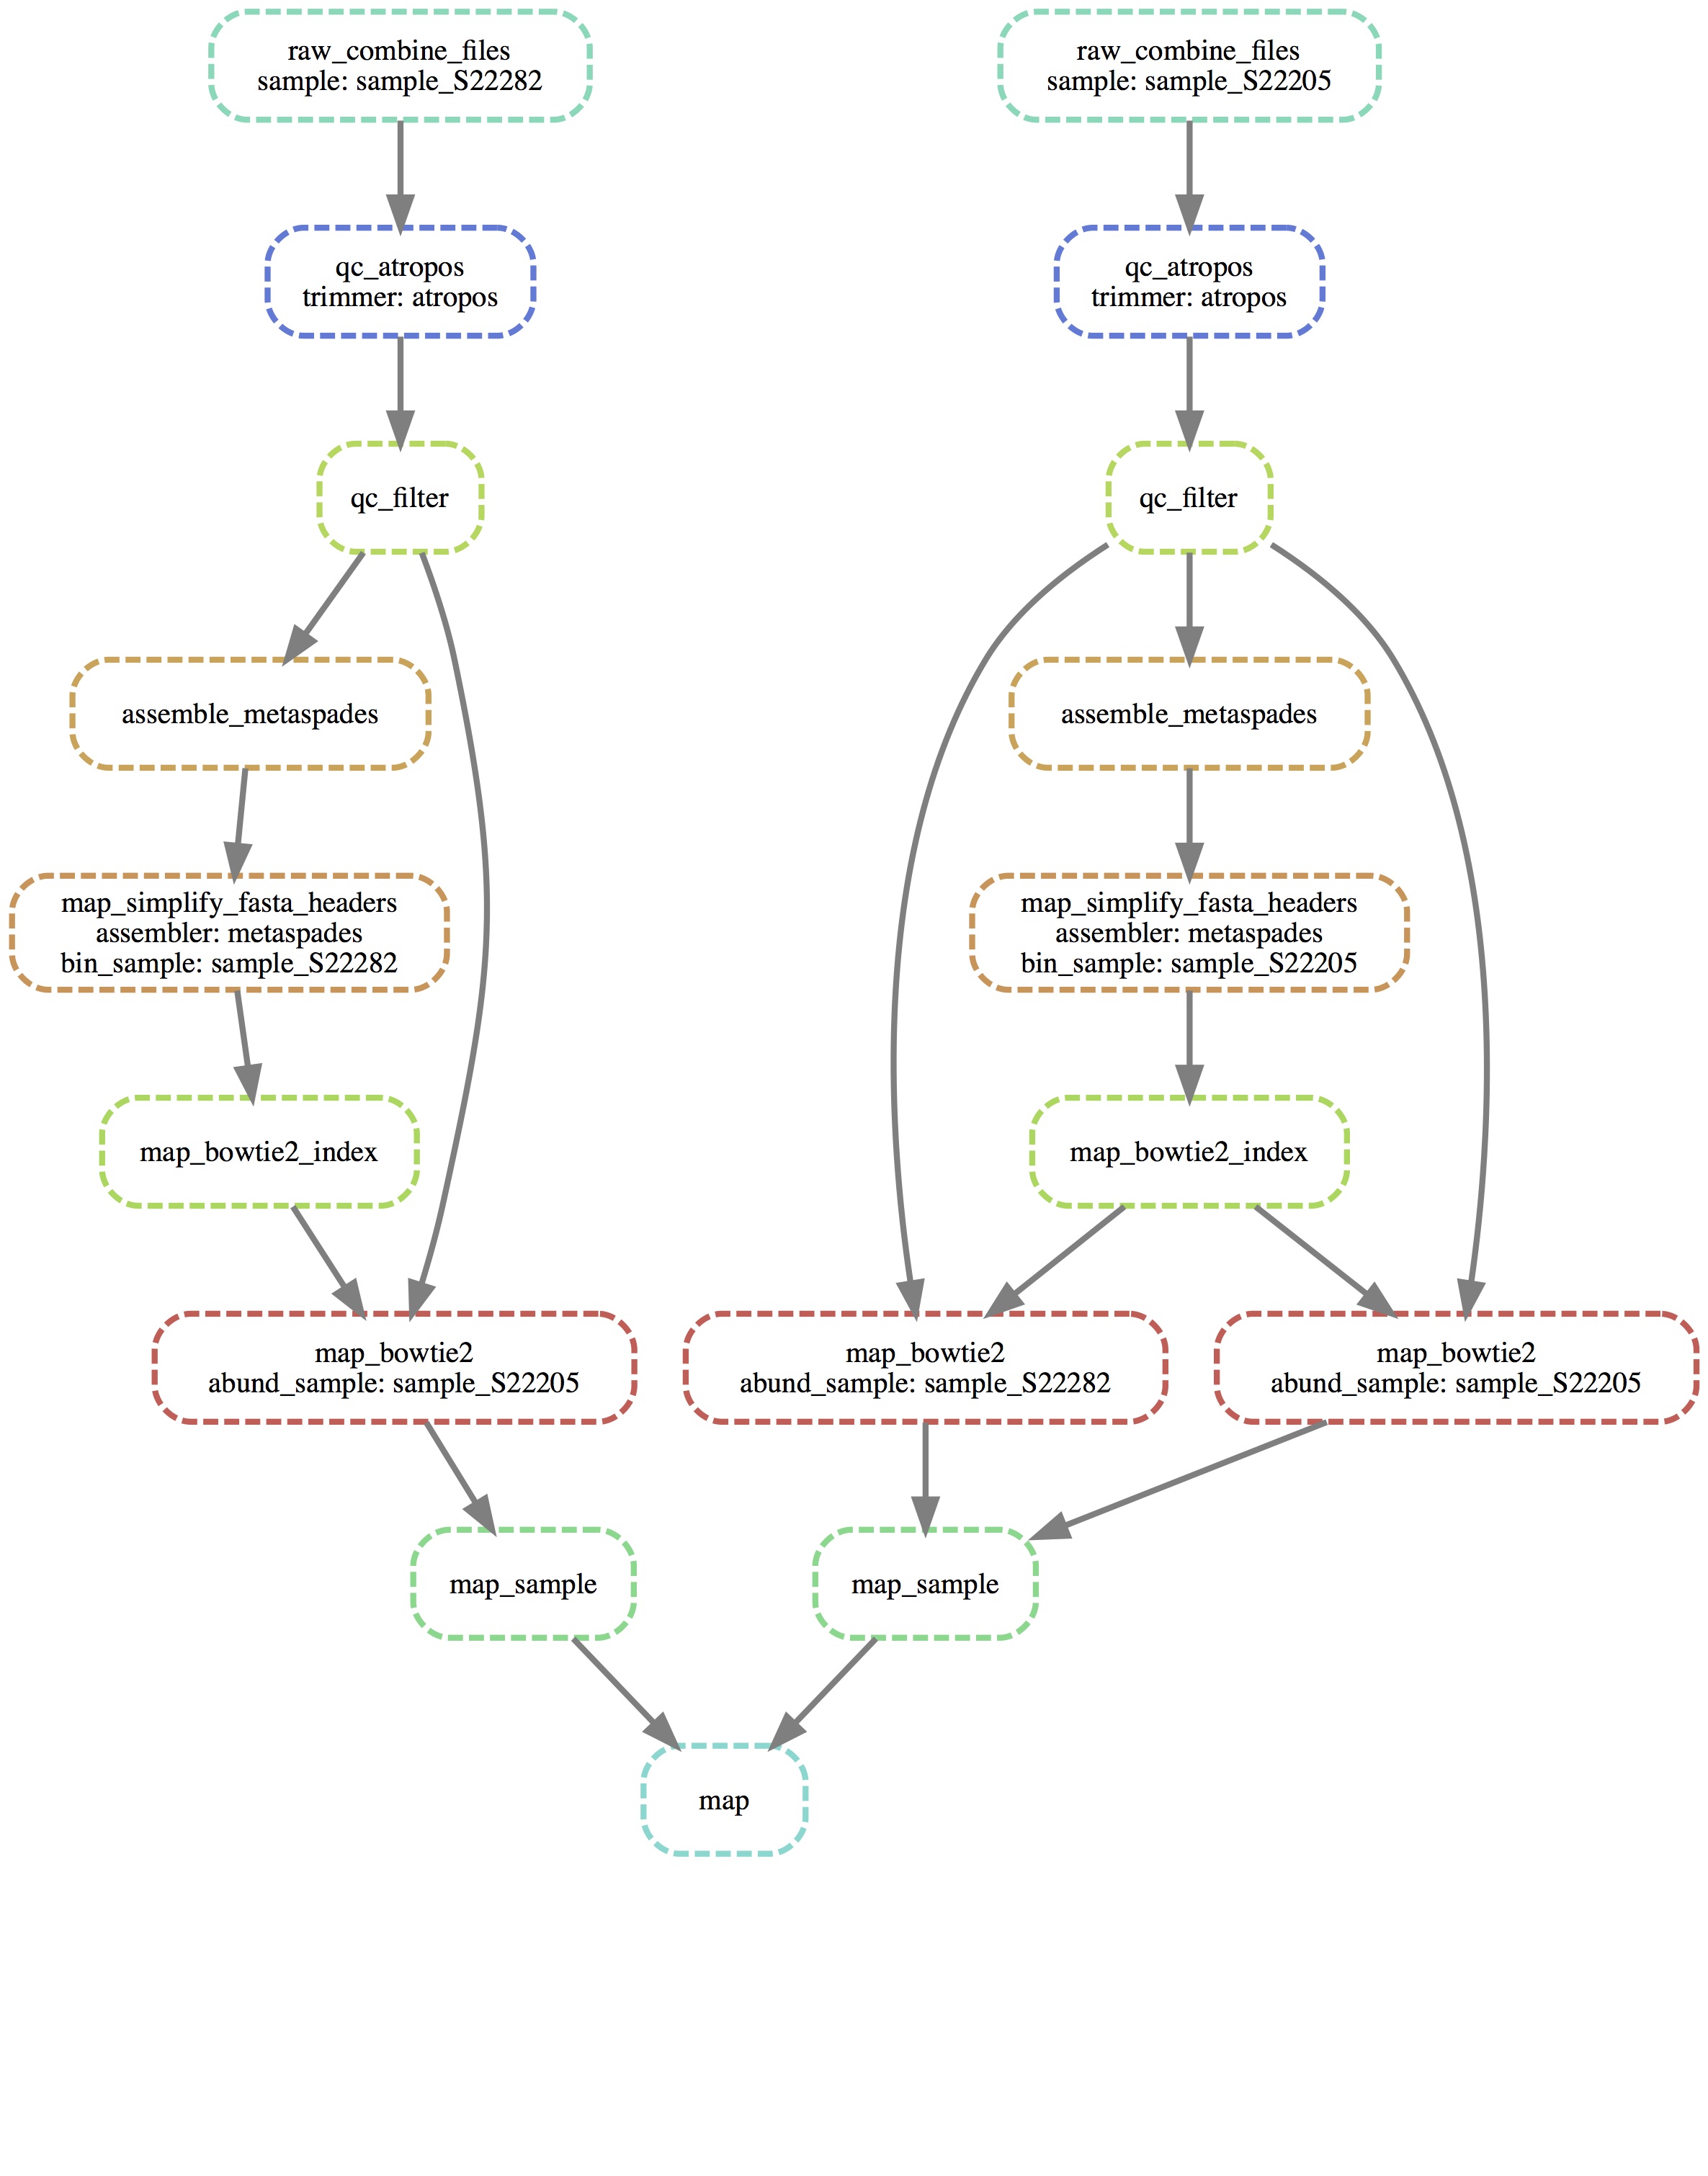 raw_combine_files
sample: sample_S22282
raw_combine_files
sample: sample_S22205
qc_atropos
trimmer: atropos
qc_atropos
trimmer: atropos
qc_filter
qc_filter
assemble_metaspades
assemble_metaspades
map_simplify_fasta_headers
assembler: metaspades
bin_sample: sample_S22282
map_simplify_fasta_headers
assembler: metaspades
bin_sample: sample_S22205
map_bowtie2_index
map_bowtie2_index
map_bowtie2
abund_sample: sample_S22205
map_bowtie2
abund_sample: sample_S22282
map_bowtie2
abund_sample: sample_S22205
map_sample
map_sample
map